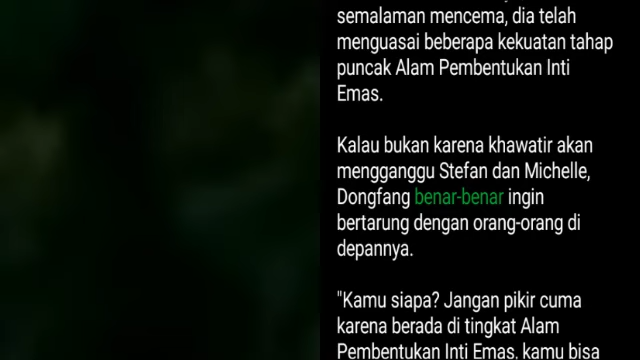 semalaman mencema, dia telah
menguasai beberapa kekuatan tahap
puncak Alam Pembentukan Inti
Emas.
Kalau bukan karena khawatir akan
mengganggu Stefan dan Michelle,
Dongfang benar-benar ingin
bertarung dengan orang-orang di
depannya.
"Kamu siapa? Jangan pikir cuma
karena berada di tingkat Alam
Pembentukan Inti Emas, kamu bisa